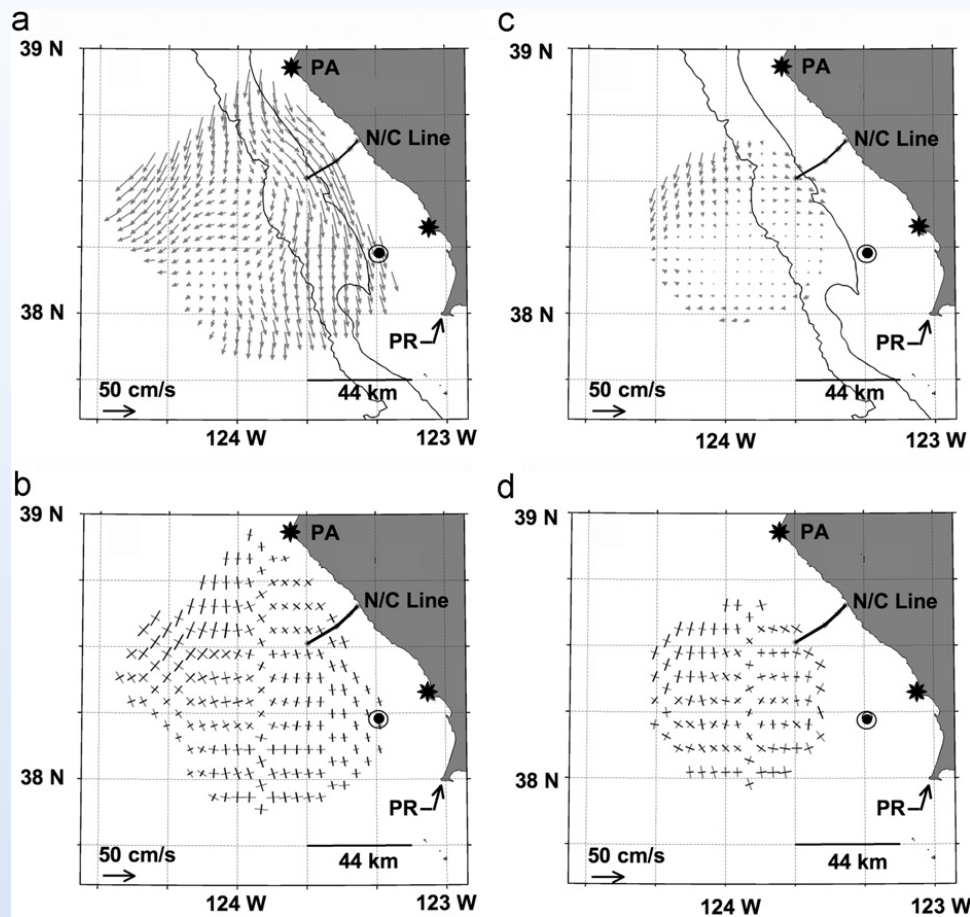 a
39 N
PA
N/C Line
38 N
PR
50 cm/s
44 km
124 W
123 W
c
39 N
PA
N/C Line
38 N
PR
50 cm/s
44 km
124 W
123 W
b
39 N
PA
N/C Line
38 N
PR
50 cm/s
44 km
124 W
123 W
d
39 N
PA
N/C Line
38 N
PR
50 cm/s
44 km
124 W
123 W